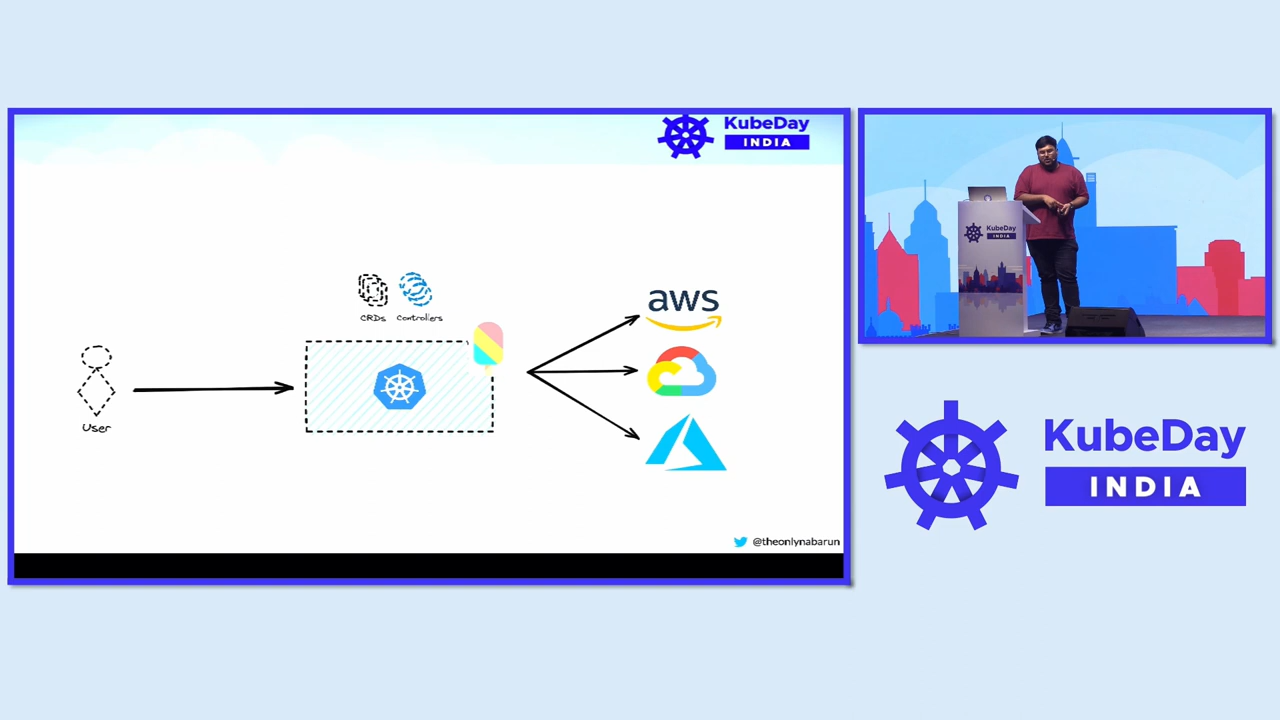 KubeDay
INDIA
CRDs
Controllers
User
aws
@theonlynabarun
KubeDay
INDIA
KubeDay
INDIA